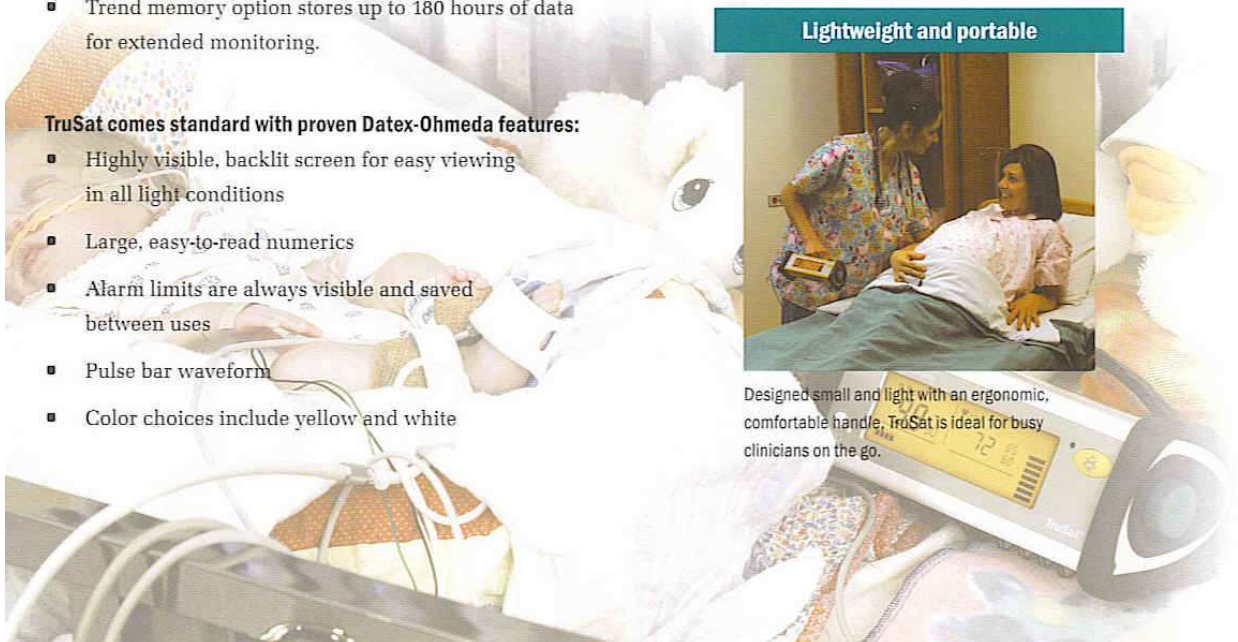 Trend memory option stores up to 180 hours of data
for extended monitoring.
TruSat comes standard with proven Datex-Ohmeda features:
Highly visible, backlit screen for easy viewing
in all light conditions
Large, easy-to-read numerics
Alarm limits are always visible and saved
between uses
Pulse bar waveform
Color choices include yellow and white
Lightweight and portable
Designed small and light with an ergonomic,
comfortable handle, TruSat is ideal for busy
clinicians on the go.
72
TruSat